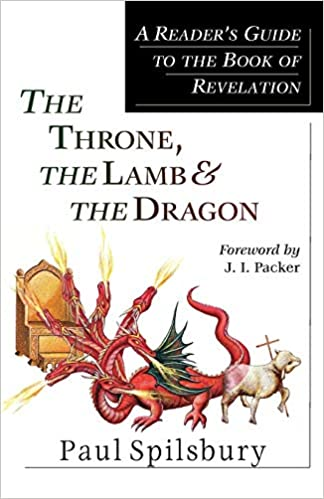 A READER'S GUIDE
TO THE BOOK OF
REVELATION
THE
THRONE,
THE LAMB &
THE DRAGON
Foreword by
J. I. PACKER
Paul Spilsbury